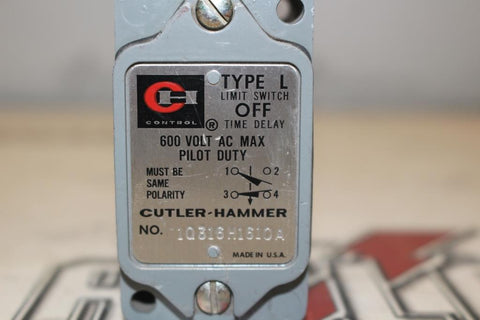 TYPE L
LIMIT SWITCH
OFF
TIME DELAY
CONTROL ®
600 VOLT AC MAX
PILOT DUTY
MUST BE 1 2
SAME
POLARITY 3 4
CUTLER-HAMMER
NO. 10316H1610A
MADE IN U.S.A.